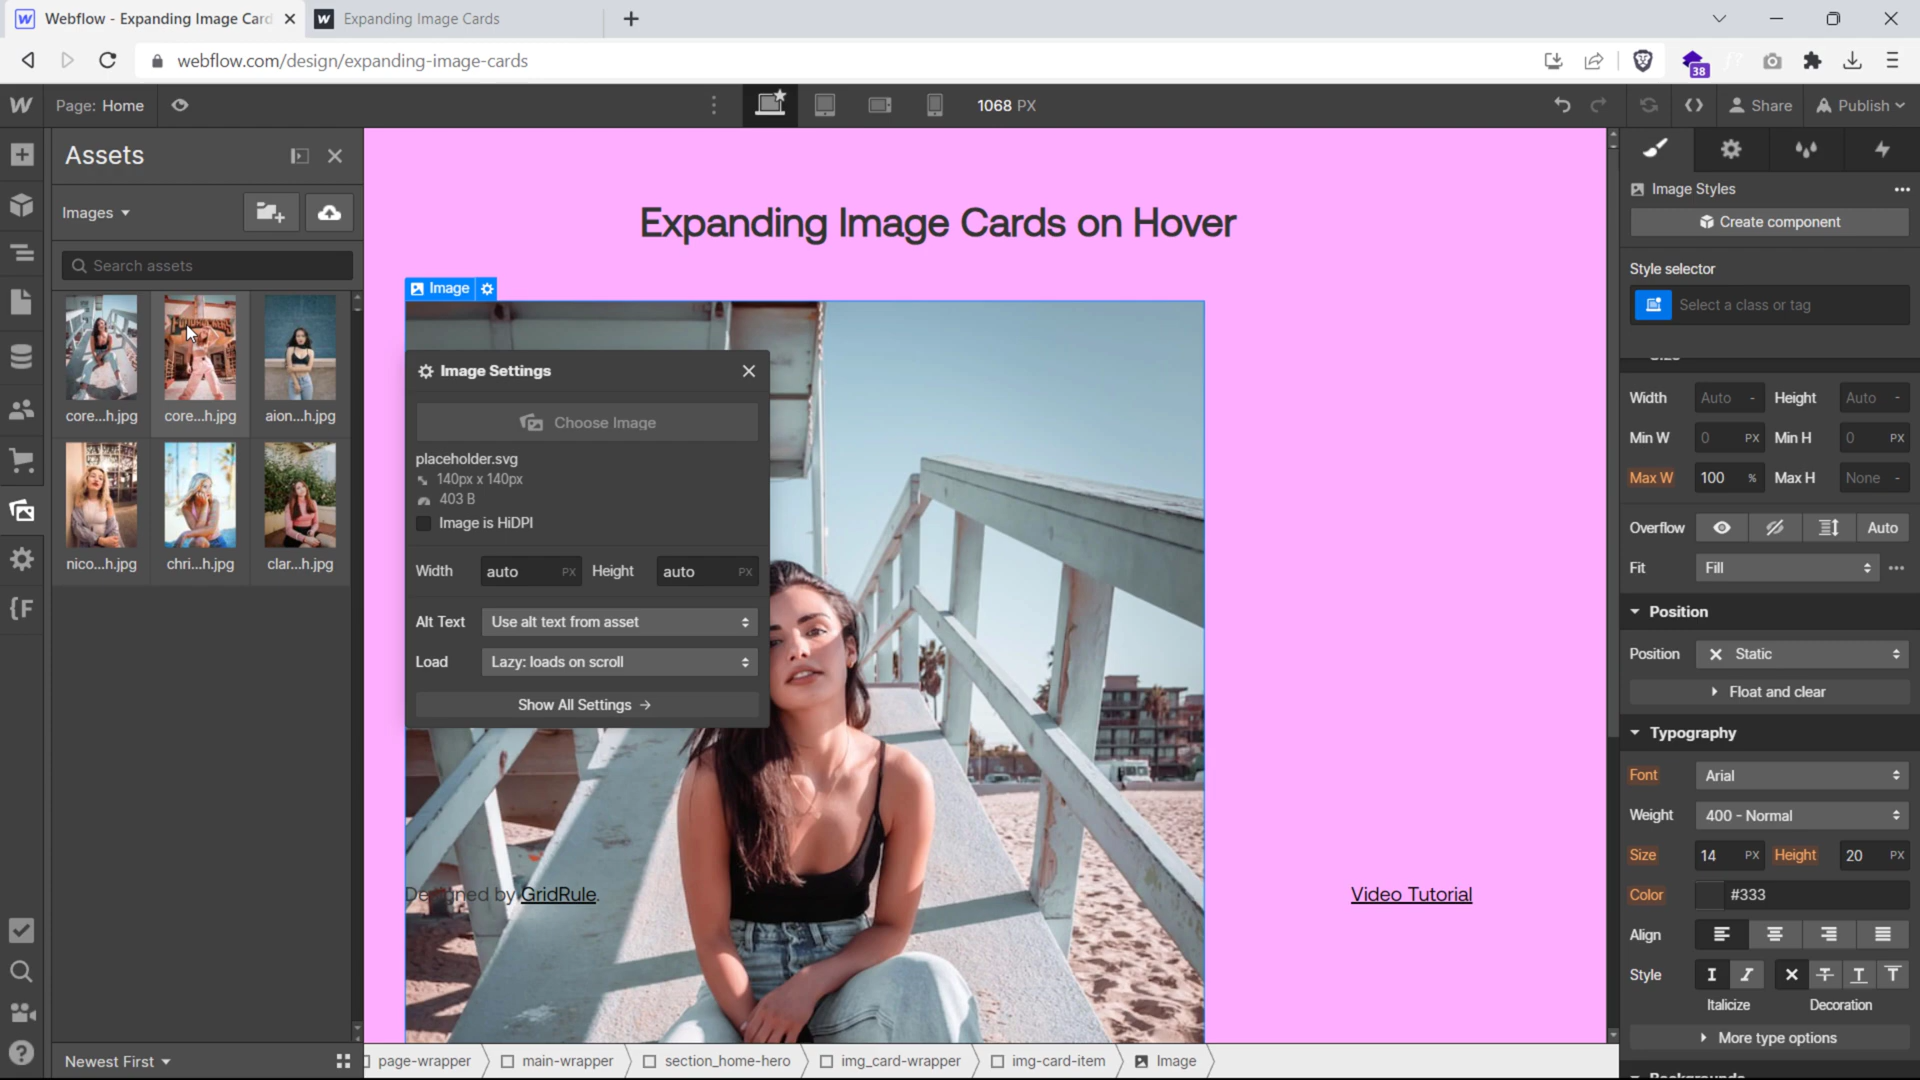 Webflow - Expanding Image Card
Expanding Image Cards
webflow.com/design/expanding-image-cards
38
Page: Home
1068 PX
Share
Publish
Assets
Images
Search assets
core...h.jpg
core...h.jpg
aion...h.jpg
nico...h.jpg
chri...h.jpg
clar...h.jpg
Newest First
Expanding Image Cards on Hover
Image
Image Settings
Choose Image
placeholder.svg
140px x 140px
403 B
Image is HiDPI
Width auto PX Height auto PX
Alt Text Use alt text from asset
Load Lazy: loads on scroll
Show All Settings →
Designed by GridRule.
Video Tutorial
page-wrapper main-wrapper section_home-hero img_card-wrapper img-card-item Image
Image Styles
Create component
Style selector
Select a class or tag
Size
Width Auto - Height Auto -
Min W 0 PX Min H 0 PX
Max W 100 % Max H None -
Overflow Auto
Fit Fill
Position
Position Static
Float and clear
Typography
Font Arial
Weight 400 - Normal
Size 14 PX Height 20 PX
Color #333
Align
Style
Italicize Decoration
More type options
Backgrounds